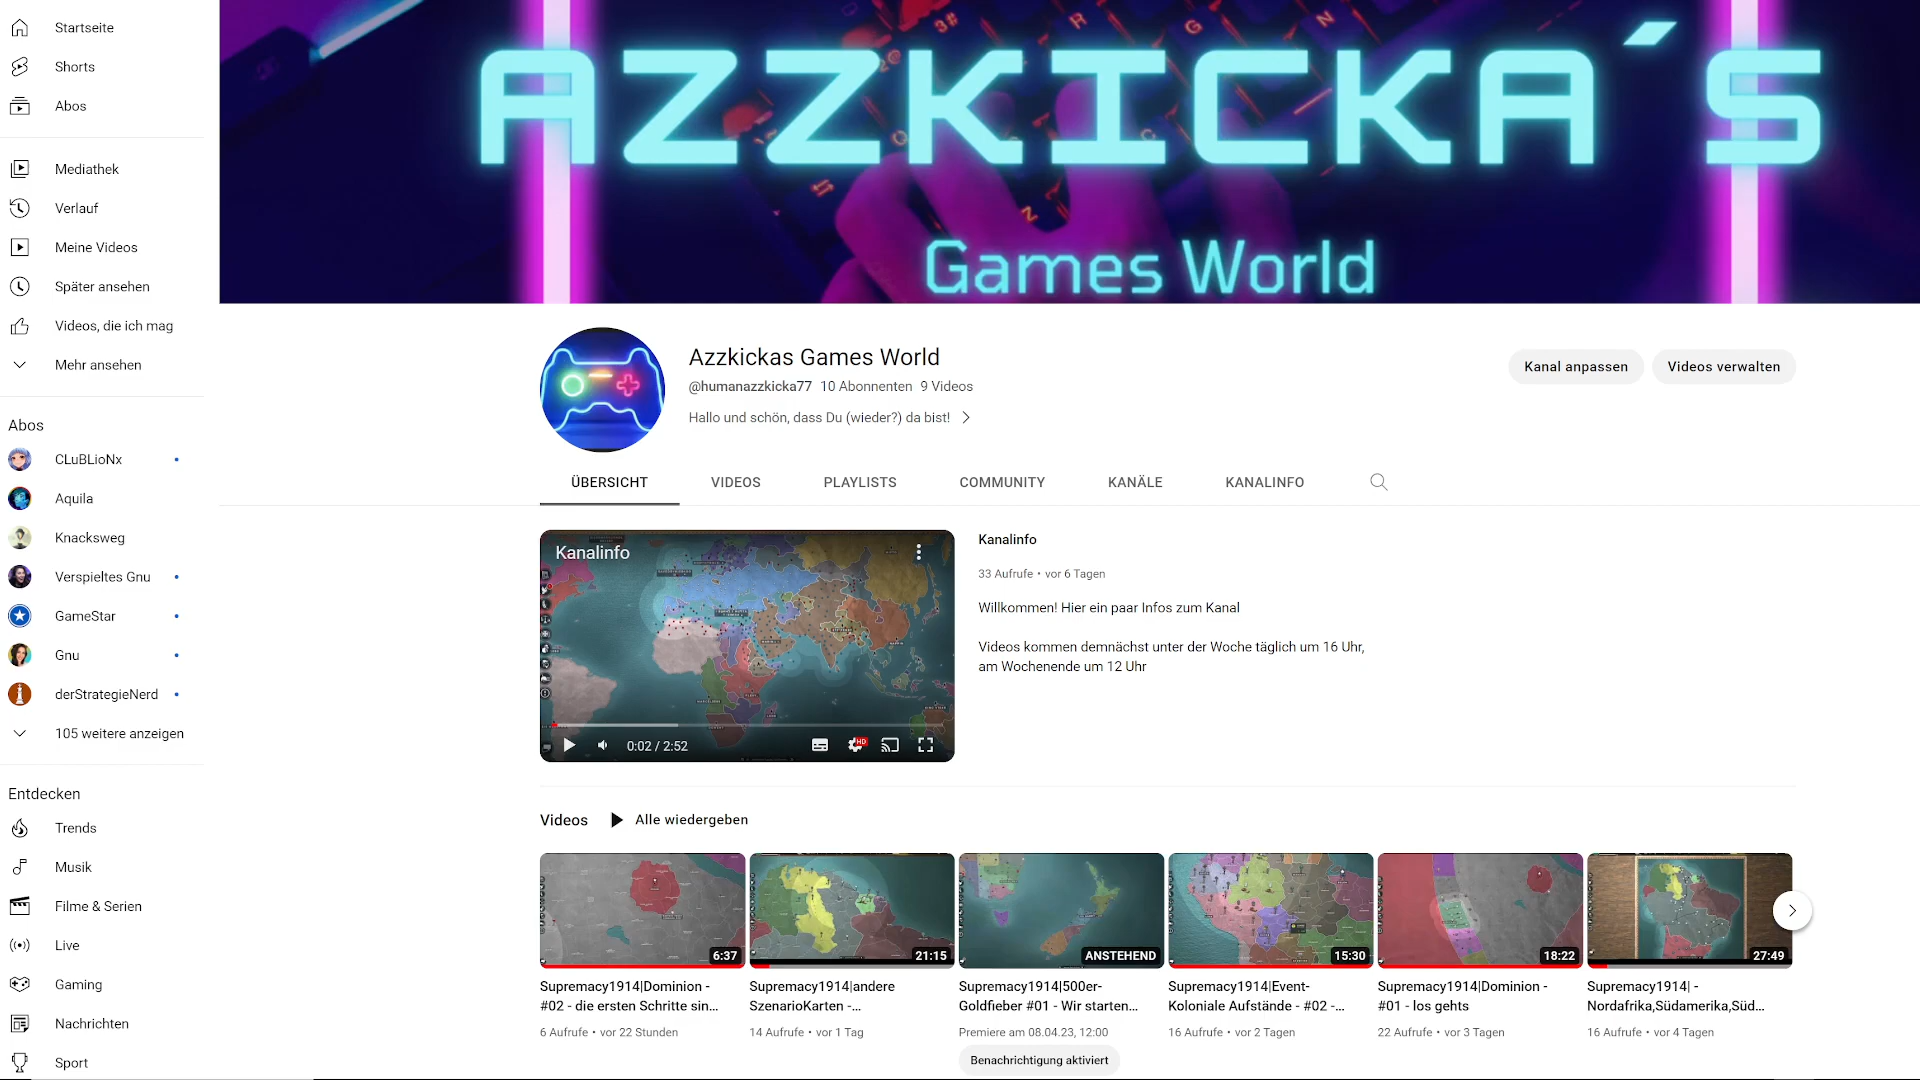 Startseite
Shorts
Abos
Mediathek
Verlauf
Meine Videos
Später ansehen
Videos, die ich mag
Mehr ansehen
Abos
CLuBLioNx
Aquila
Knacksweg
Verspieltes Gnu
GameStar
Gnu
derStrategieNerd
105 weitere anzeigen
Entdecken
Trends
Musik
Filme & Serien
Live
Gaming
Nachrichten
Sport
AZZKICKA´S
Games World
Azzkickas Games World
@humanazzkicka77 10 Abonnenten 9 Videos
Hallo und schön, dass Du (wieder?) da bist!
Kanal anpassen
Videos verwalten
ÜBERSICHT
VIDEOS
PLAYLISTS
COMMUNITY
KANÄLE
KANALINFO
Kanalinfo
0:02 / 2:52
HD
Kanalinfo
33 Aufrufe • vor 6 Tagen
Willkommen! Hier ein paar Infos zum Kanal
Videos kommen demnächst unter der Woche täglich um 16 Uhr,
am Wochenende um 12 Uhr
Videos
Alle wiedergeben
6:37
Supremacy1914|Dominion -
#02 - die ersten Schritte sin...
6 Aufrufe • vor 22 Stunden
21:15
Supremacy1914|andere
SzenarioKarten -...
14 Aufrufe • vor 1 Tag
ANSTEHEND
Supremacy1914|500er-
Goldfieber #01 - Wir starten...
Premiere am 08.04.23, 12:00
Benachrichtigung aktiviert
15:30
Supremacy1914|Event-
Koloniale Aufstände - #02 -...
16 Aufrufe • vor 2 Tagen
18:22
Supremacy1914|Dominion -
#01 - los gehts
22 Aufrufe • vor 3 Tagen
27:49
Supremacy1914| -
Nordafrika,Südamerika,Süd...
16 Aufrufe • vor 4 Tagen